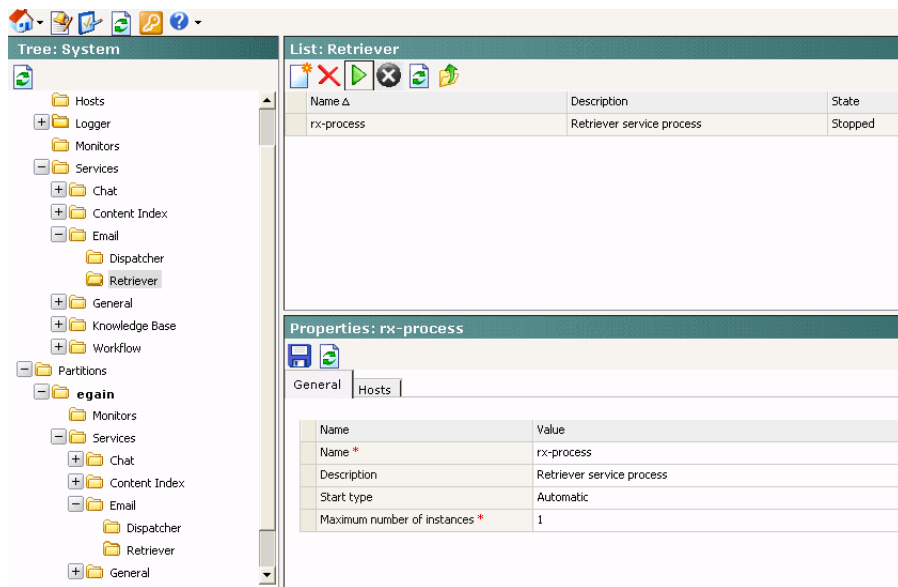 Tree: System
Hosts
Logger
Monitors
Services
Chat
Content Index
Email
Dispatcher
Retriever
General
Knowledge Base
Workflow
Partitions
egain
Monitors
Services
Chat
Content Index
Email
Dispatcher
Retriever
General
List: Retriever
Name Description State
rx-process Retriever service process Stopped
Properties: rx-process
General Hosts
Name Value
Name * rx-process
Description Retriever service process
Start type Automatic
Maximum number of instances * 1